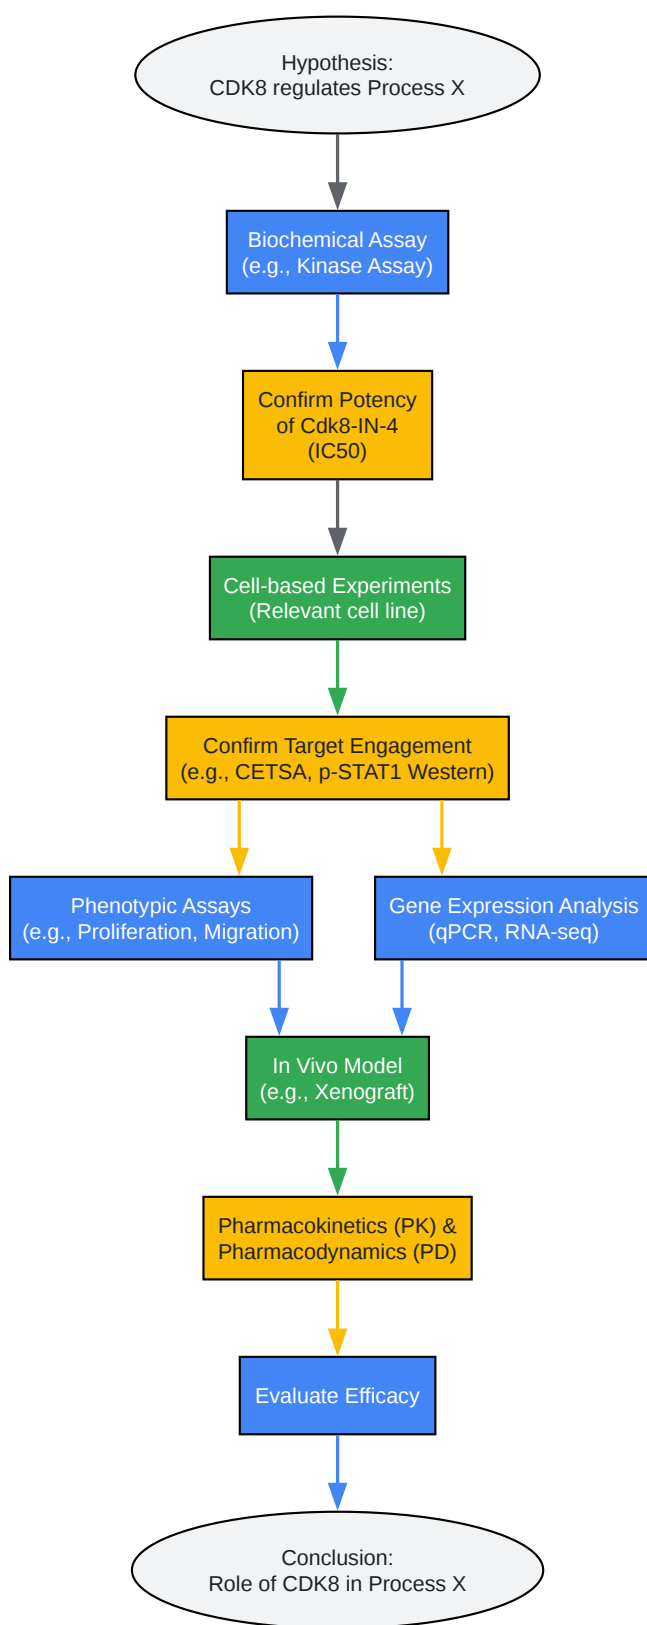 Hypothesis:
CDK8 regulates Process X
Biochemical Assay
(e.g., Kinase Assay)
Confirm Potency
of Cdk8-IN-4
(IC50)
Cell-based Experiments
(Relevant cell line)
Confirm Target Engagement
(e.g., CETSA, p-STAT1 Western)
Phenotypic Assays
(e.g., Proliferation, Migration)
Gene Expression Analysis
(qPCR, RNA-seq)
In Vivo Model
(e.g., Xenograft)
Pharmacokinetics (PK) &
Pharmacodynamics (PD)
Evaluate Efficacy
Conclusion:
Role of CDK8 in Process X